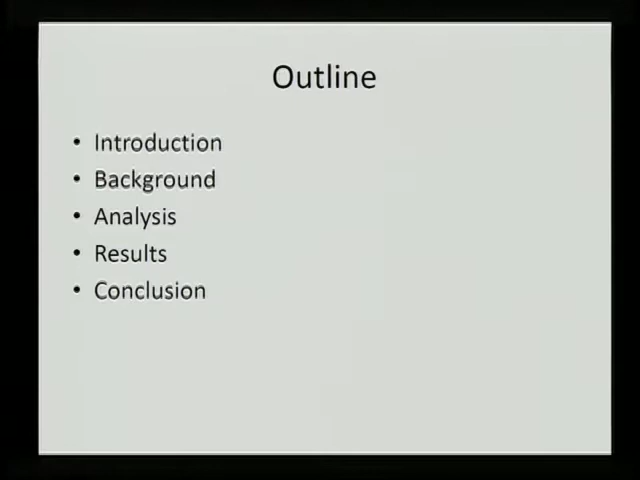 Outline
• Introduction
• Background
• Analysis
• Results
• Conclusion